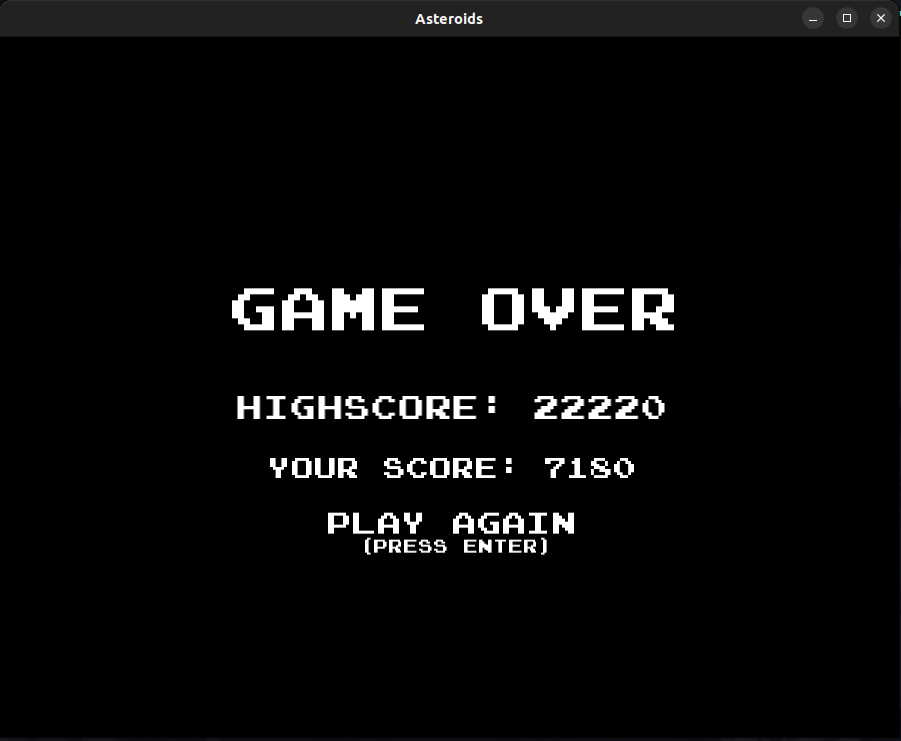 Asteroids
GAME OVER
HIGHSCORE: 22220
YOUR SCORE: 7180
PLAY AGAIN
(PRESS ENTER)